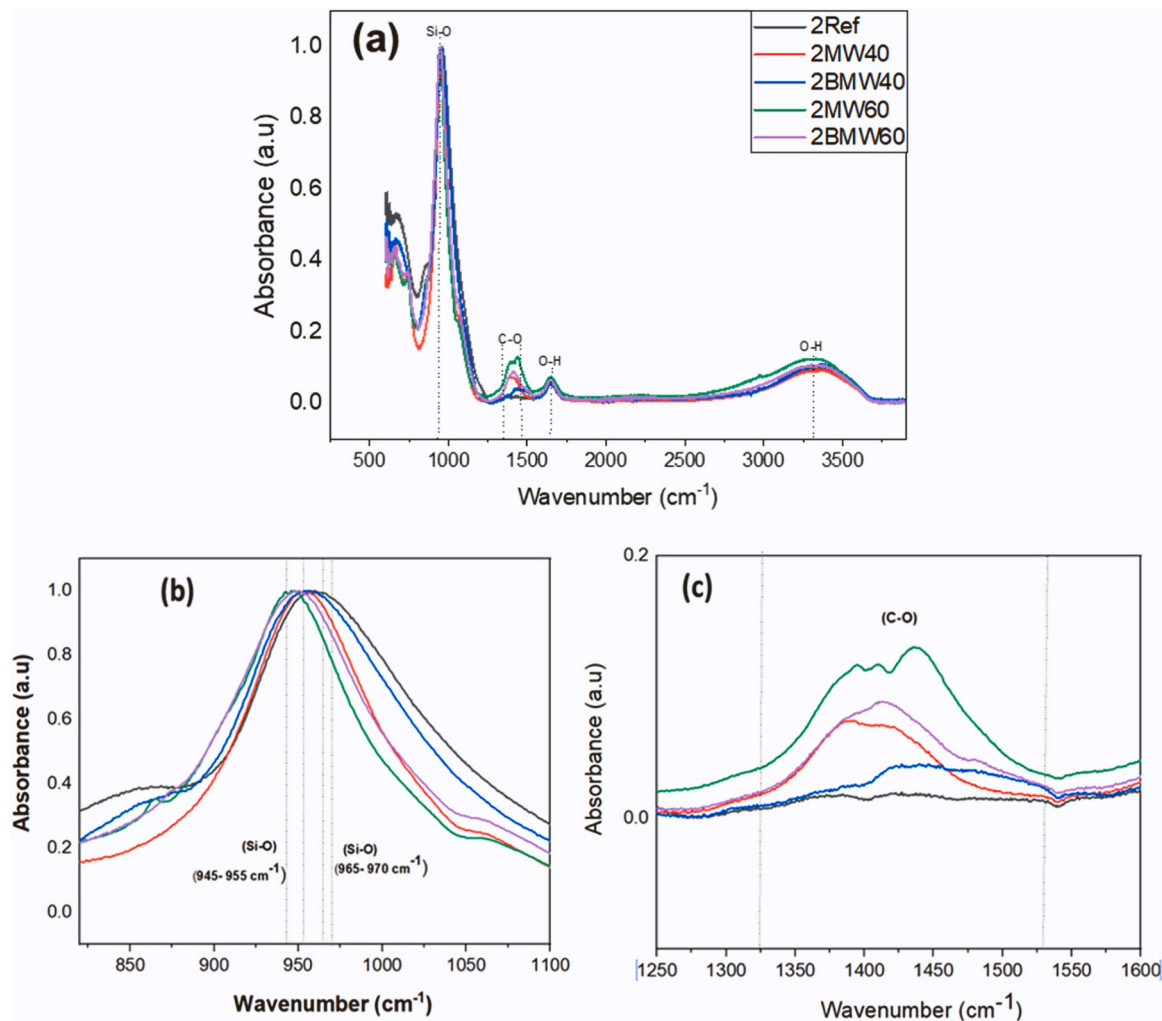 (a)
Si-O
2Ref
2MW40
2BMW40
2MW60
2BMW60
1.0
0.8
0.6
0.4
0.2
0.0
Absorbance (a.u)
C-O
O-H
O-H
500 1000 1500 2000 2500 3000 3500
Wavenumber (cm-1)
(b)
1.0
0.8
0.6
0.4
0.2
0.0
Absorbance (a.u)
(Si-O)
(945- 955 cm-1)
(Si-O)
(965- 970 cm-1)
850 900 950 1000 1050 1100
Wavenumber (cm-1)
(c)
0.2
0.0
Absorbance (a.u)
(C-O)
1250 1300 1350 1400 1450 1500 1550 1600
Wavenumber (cm-1)